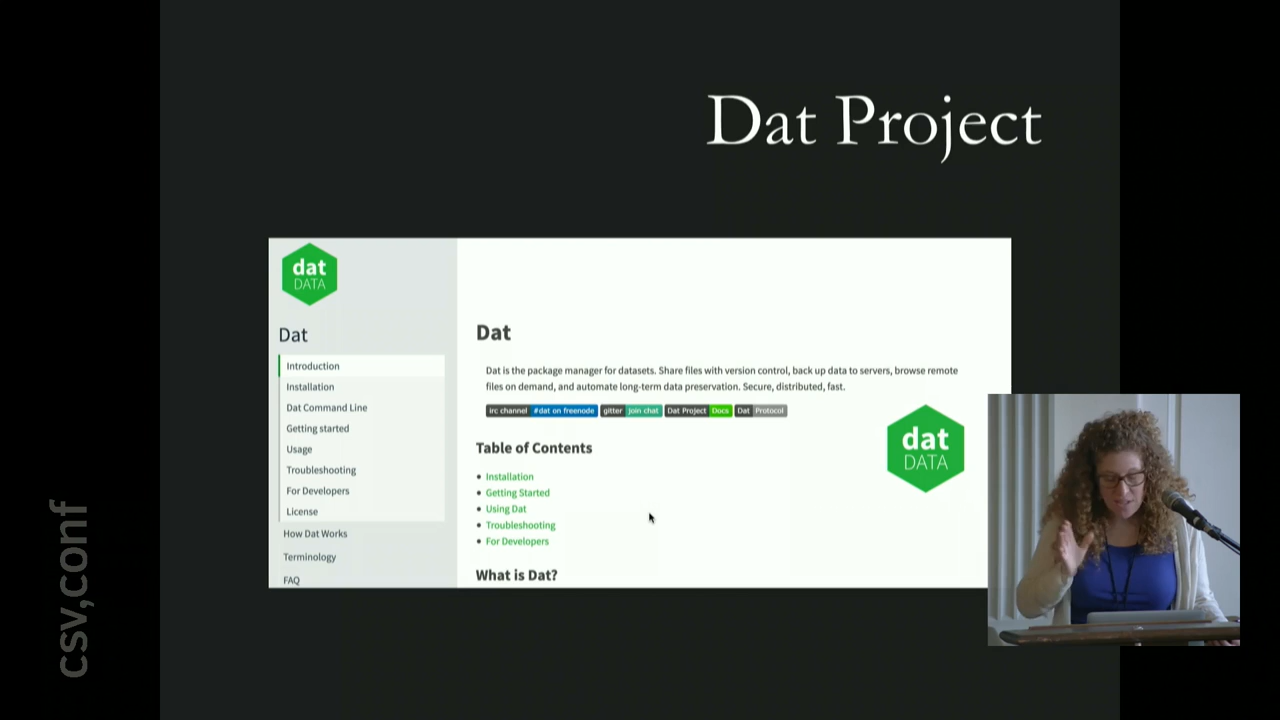 Dat Project
dat
DATA
Dat
Introduction
Installation
Dat Command Line
Getting started
Usage
Troubleshooting
For Developers
License
How Dat Works
Terminology
FAQ
Dat
Dat is the package manager for datasets. Share files with version control, back up data to servers, browse remote
files on demand, and automate long-term data preservation. Secure, distributed, fast.
irc channel #dat on freenode gitter join chat Dat Project Docs Dat Protocol
Table of Contents
• Installation
• Getting Started
• Using Dat
• Troubleshooting
• For Developers
What is Dat?
dat
DATA
csv,conf